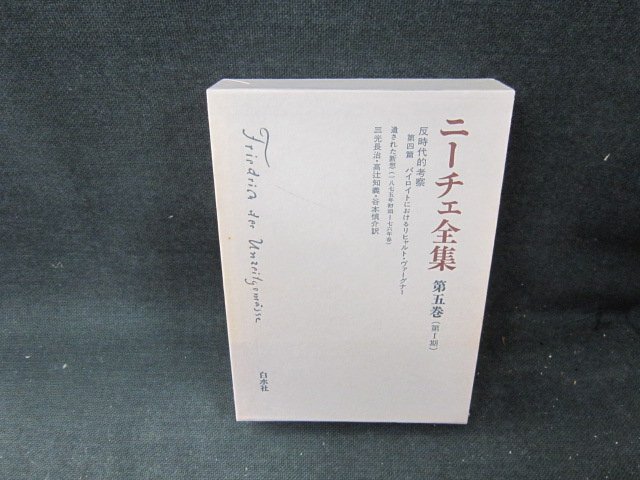 ニーチェ全集 第五巻(第Ⅰ期)
反時代的考察
第四篇 バイロイトにおけるリヒャルト・ヴァーグナー
遺された断想(一八七五年初頭―七六年春)
三光長治・高辻知義・谷本慎介訳
Friedrich der Unzeitgemässe
白水社